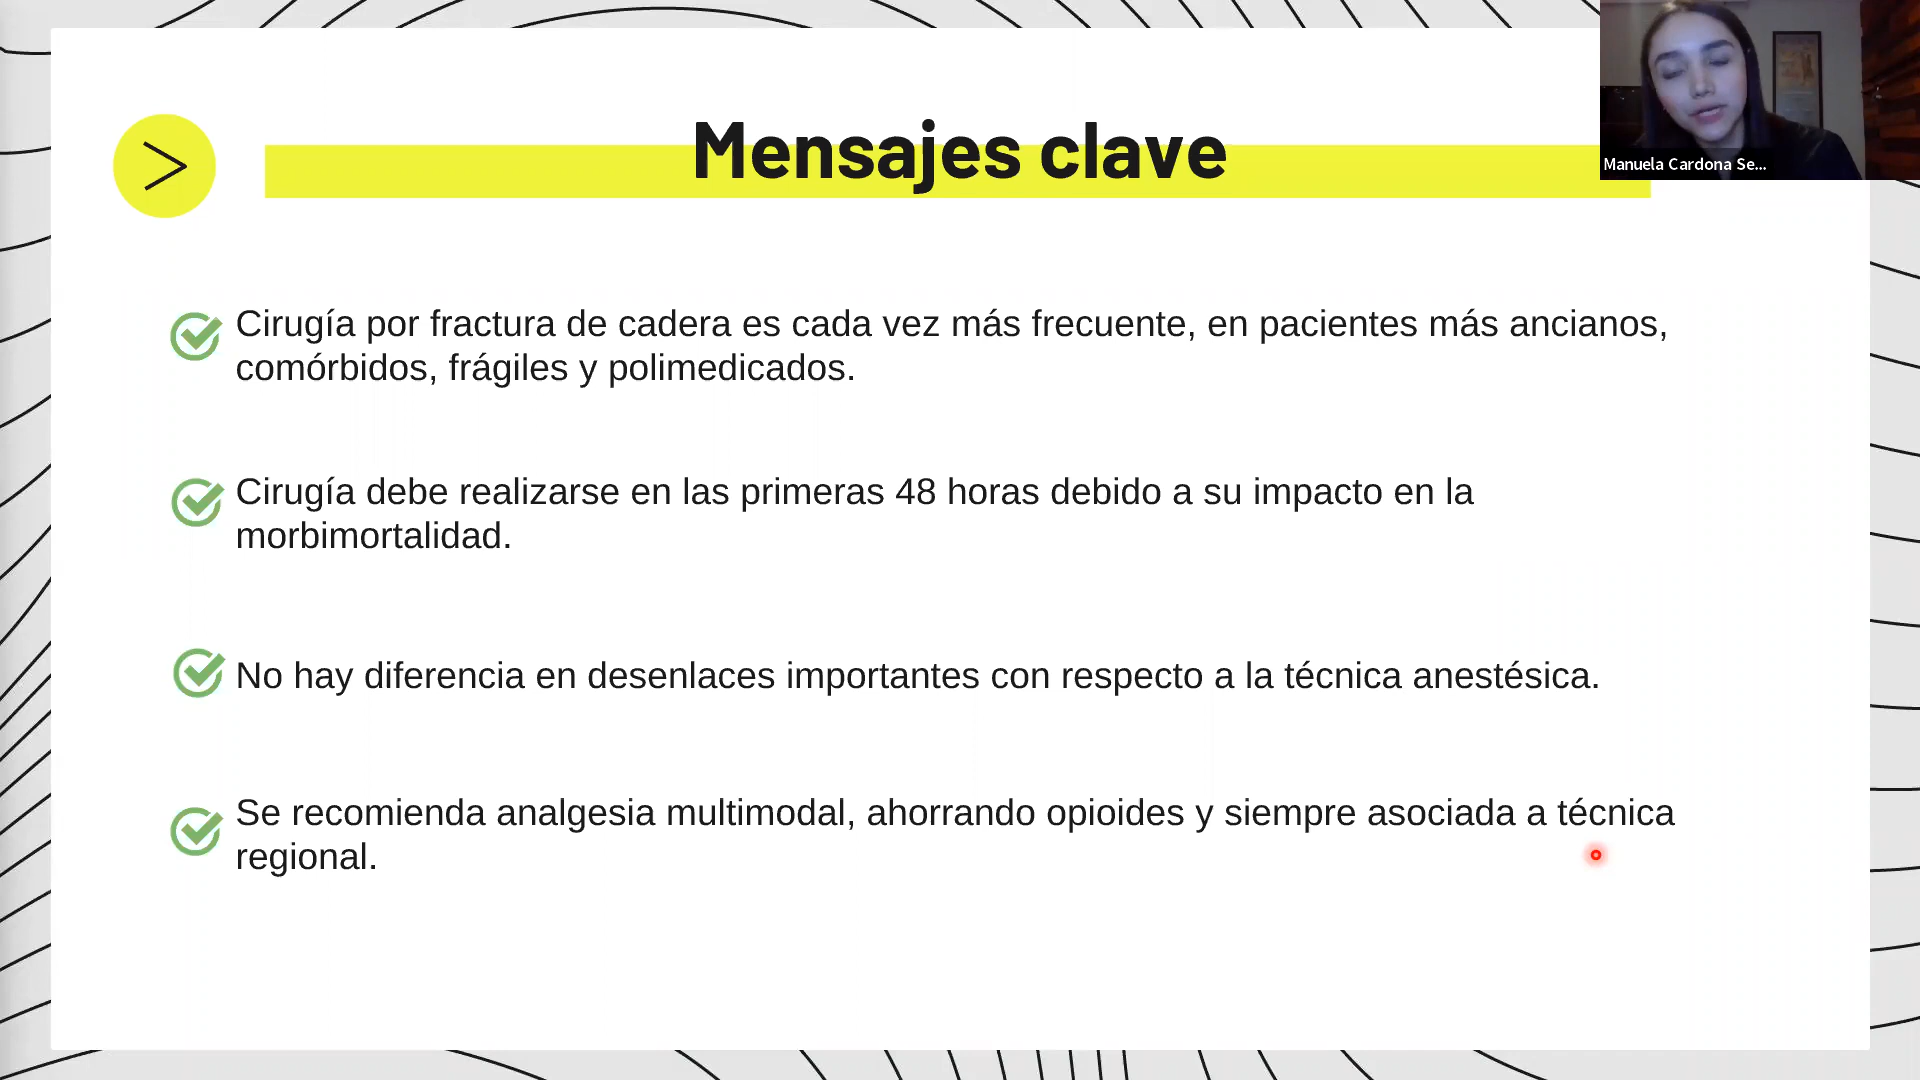 Mensajes clave
Manuela Cardona Se...
Cirugía por fractura de cadera es cada vez más frecuente, en pacientes más ancianos,
comórbidos, frágiles y polimedicados.
Cirugía debe realizarse en las primeras 48 horas debido a su impacto en la
morbimortalidad.
No hay diferencia en desenlaces importantes con respecto a la técnica anestésica.
Se recomienda analgesia multimodal, ahorrando opioides y siempre asociada a técnica
regional.